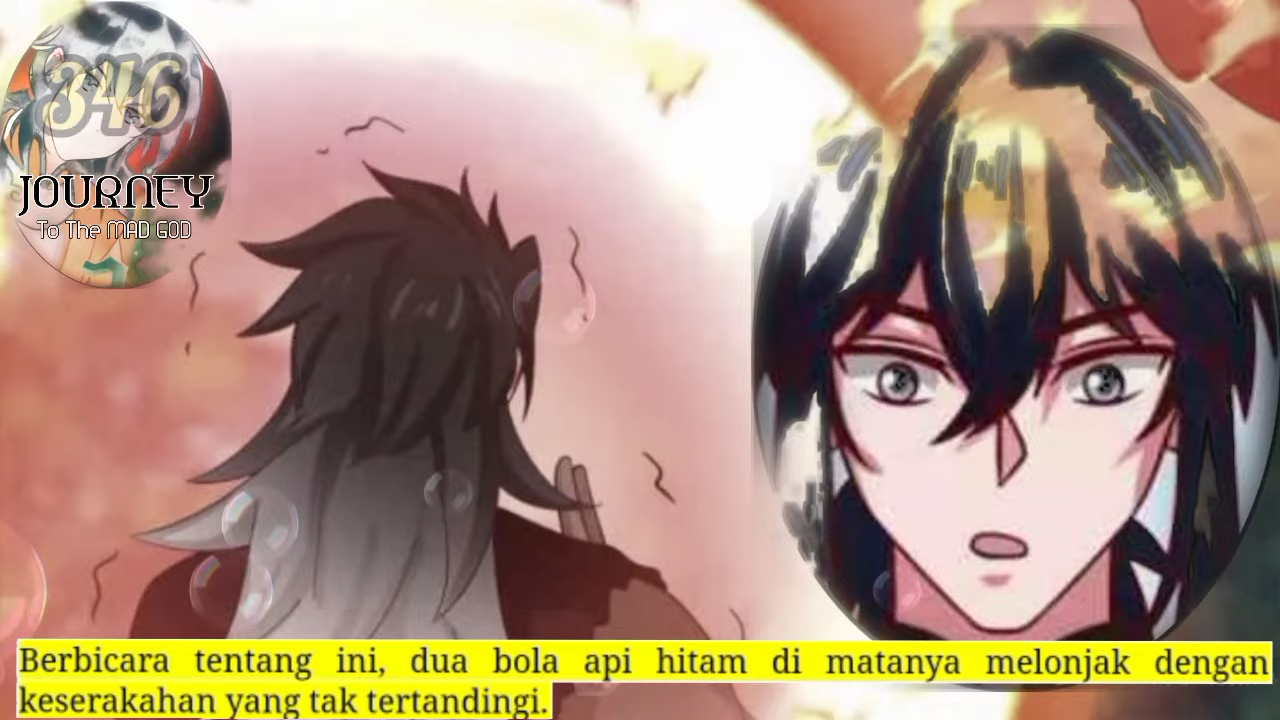 346
JOURNEY
To The MAD GOD
Berbicara tentang ini, dua bola api hitam di matanya melonjak dengan
keserakahan yang tak tertandingi.